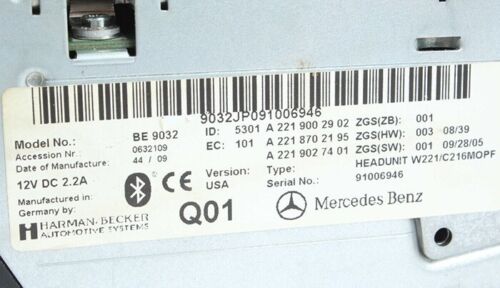 9032JP091006946
Model No.: BE 9032 ID: 5301 A 221 900 29 02 ZGS(ZB): 001
Accession Nr 0632109 EC: 101 A 221 870 21 95 ZGS(HW): 003 08/39
Date of Manufacture: 44 / 09 A 221 902 74 01 ZGS(SW): 001 09/28/05
12V DC 2.2A Version: USA Type: HEADUNIT W221/C216MOPF
Manufactured in Germany by: Serial No.: 91006946
HARMAN/BECKER Q01 Mercedes Benz
AUTOMOTIVE SYSTEMS
CE